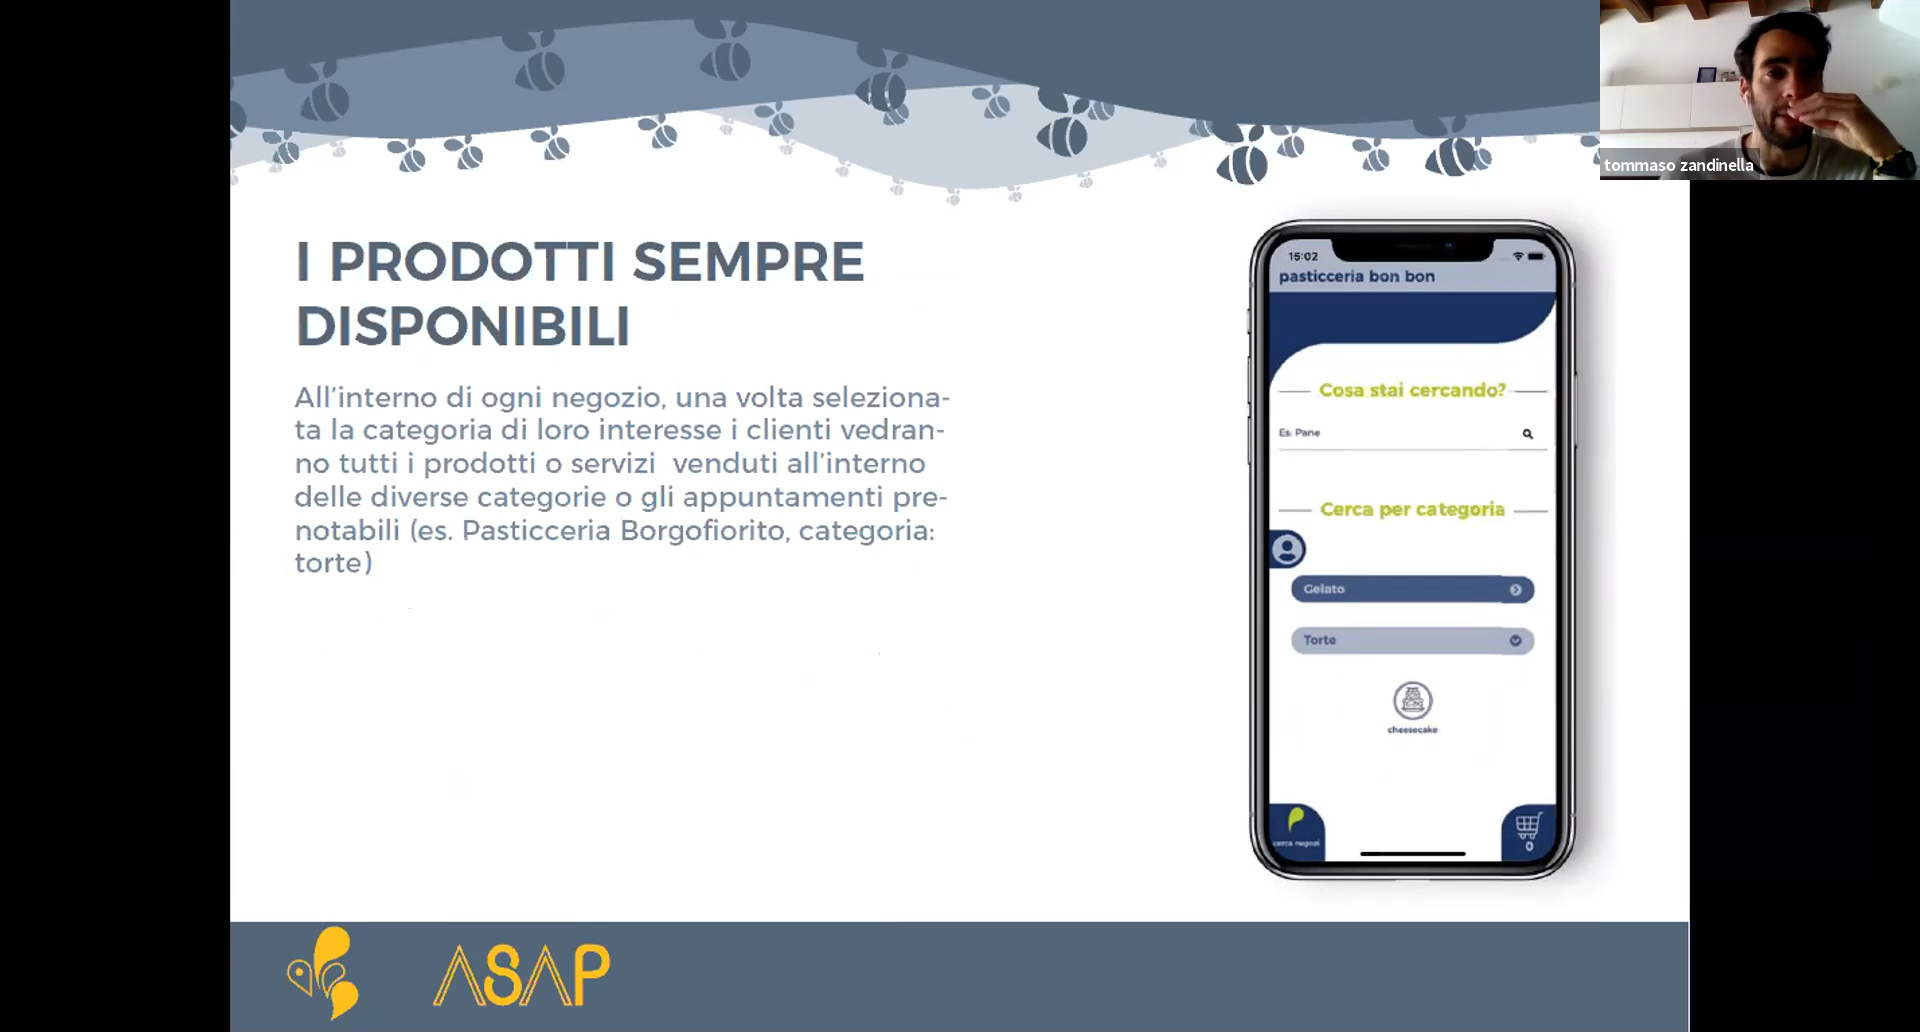 tommaso zandinella
I PRODOTTI SEMPRE
DISPONIBILI
All'interno di ogni negozio, una volta seleziona-
ta la categoria di loro interesse i clienti vedran-
no tutti i prodotti o servizi  venduti all'interno
delle diverse categorie o gli appuntamenti pre-
notabili (es. Pasticceria Borgofiorito, categoria:
torte)
15:02
pasticceria bon bon
Cosa stai cercando?
Es: Pane
Cerca per categoria
Gelato
Torte
cheesecake
cerca negozi
0
ASAP